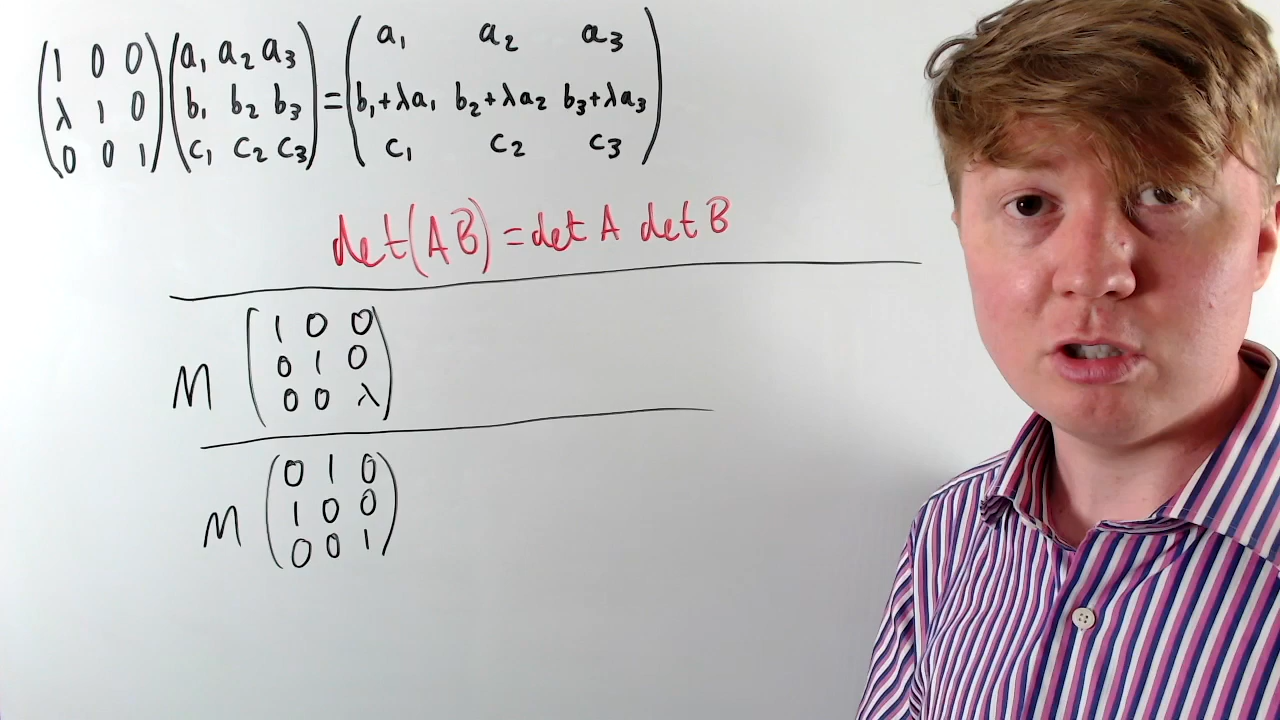 (1 0 0) (a₁ a₂ a₃) = (a₁ a₂ a₃)
(λ 1 0) (b₁ b₂ b₃) (b₁+λa₁ b₂+λa₂ b₃+λa₃)
(0 0 1) (c₁ c₂ c₃) (c₁ c₂ c₃)
det(AB) = det A det B
1 0 0
0 1 0
M
0 0 λ
0 1 0
1 0 0
M
0 0 1